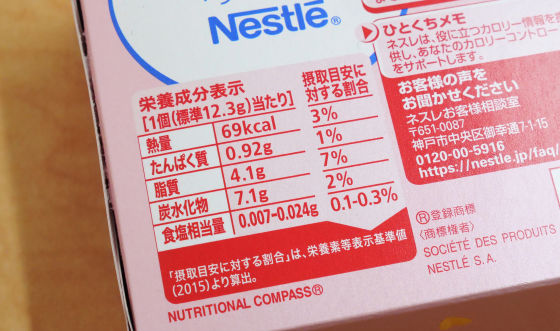 Nestlé®
ひとくちメモ
ネスレは、役に立つカロリー情報を
供し、あなたのカロリーコントロー
をサポートします。
栄養成分表示
[1個(標準12.3g)当たり]
摂取目安に
対する割合
熱量 69kcal 3%
たんぱく質 0.92g 1%
脂質 4.1g 7%
炭水化物 7.1g 2%
食塩相当量 0.007-0.024g 0.1-0.3%
「摂取目安に対する割合」は、栄養素等表示基準値
(2015)より算出。
NUTRITIONAL COMPASS®
お客様の声を
お聞かせください
ネスレお客様相談室
〒651-0087
神戸市中央区御幸通7-1-15
0120-00-5916
https://nestle.jp/faq/
®登録商標
〈商標権者〉
SOCIÉTÉ DES PRODUITS
NESTLÉ S.A.